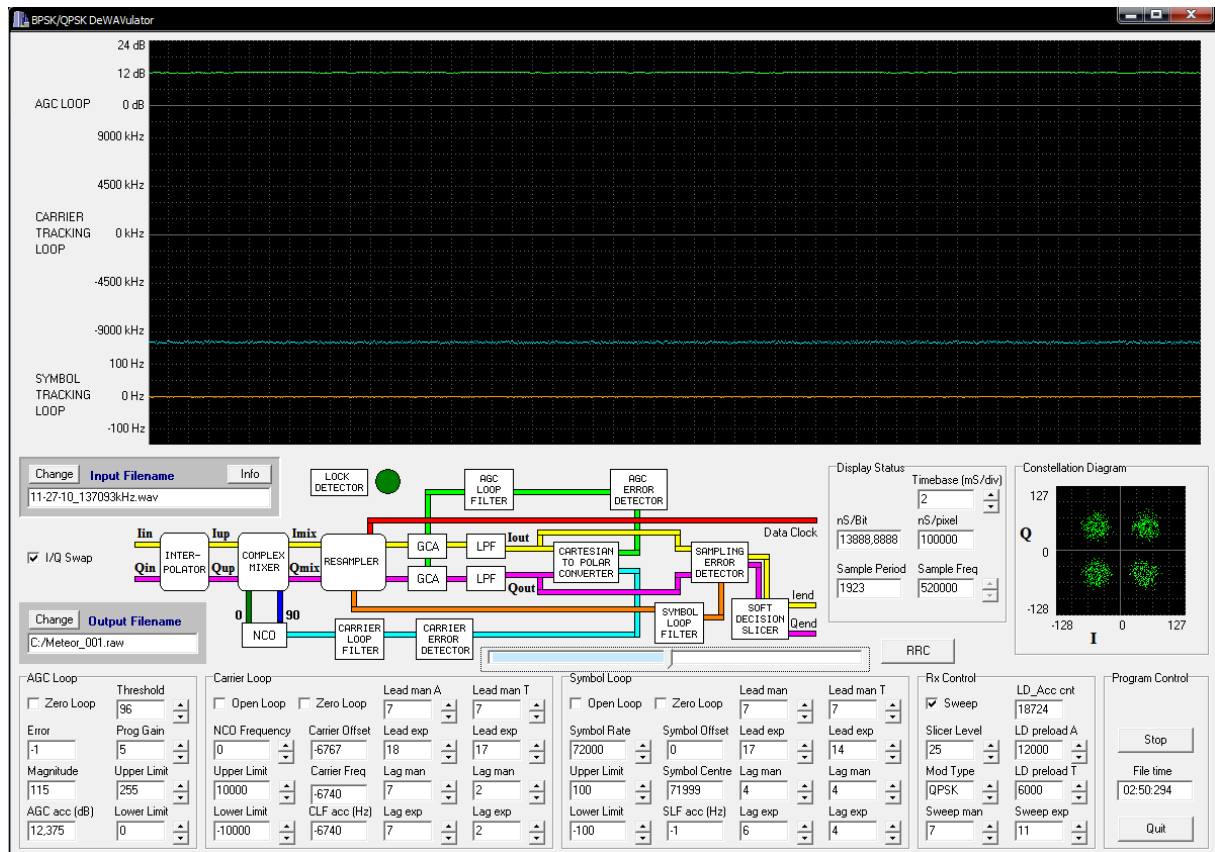 BPSK/QPSK DeWAVulator
24 dB
12 dB
AGC LOOP
0 dB
9000 kHz
4500 kHz
CARRIER
TRACKING
LOOP
0 kHz
-4500 kHz
-9000 kHz
100 Hz
SYMBOL
TRACKING
LOOP
0 Hz
-100 Hz
Change Input Filename Info
11-27-10_137093kHz.wav
I/Q Swap
Change Output Filename
C:/Meteor_001.raw
LOCK
DETECTOR
AGC
LOOP
FILTER
AGC
ERROR
DETECTOR
Data Clock
Iin
Iup
Imix
Iout
Qin
Qup
Qmix
Qout
INTER-
POLATOR
COMPLEX
MIXER
RESAMPLER
GCA
LPF
GCA
LPF
CARTESIAN
TO POLAR
CONVERTER
SAMPLING
ERROR
DETECTOR
0
90
NCO
CARRIER
LOOP
FILTER
CARRIER
ERROR
DETECTOR
SYMBOL
LOOP
FILTER
SOFT
DECISION
SLICER
Iend
Qend
Display Status
Timebase (mS/div)
2
nS/Bit nS/pixel
13888,8888 100000
Sample Period Sample Freq
1923 520000
RRC
Constellation Diagram
127
Q
0
-128
-128 0 127
I
AGC Loop
Zero Loop
Threshold
96
Error Prog Gain
-1 5
Magnitude Upper Limit
115 255
AGC acc (dB) Lower Limit
12,375 0
Carrier Loop
Open Loop Zero Loop
Lead man A Lead man T
7 7
NCO Frequency Carrier Offset Lead exp Lead exp
0 -6767 18 17
Upper Limit Carrier Freq Lag man Lag man
10000 -6740 7 2
Lower Limit CLF acc (Hz) Lag exp Lag exp
-10000 -6740 7 2
Symbol Loop
Open Loop Zero Loop
Lead man Lead man T
7 7
Symbol Rate Symbol Offset Lead exp Lead exp
72000 0 17 14
Upper Limit Symbol Centre Lag man Lag man
100 71999 4 4
Lower Limit SLF acc (Hz) Lag exp Lag exp
-100 -1 6 4
Rx Control
Sweep
LD_Acc cnt
18724
Slicer Level LD preload A
25 12000
Mod Type LD preload T
QPSK 6000
Sweep man Sweep exp
7 11
Program Control
Stop
File time
02:50:294
Quit